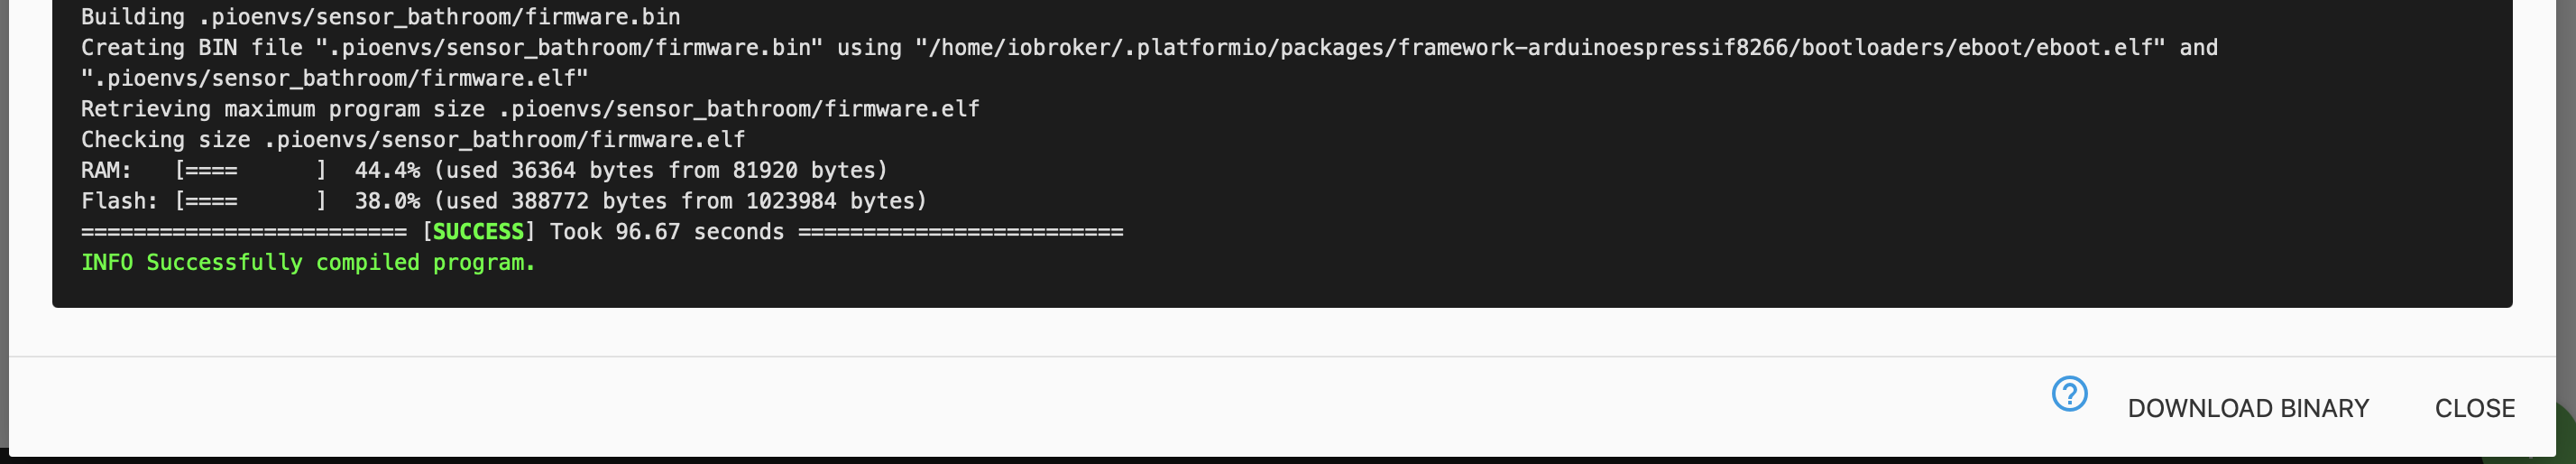 Building .pioenvs/sensor_bathroom/firmware.bin
Creating BIN file ".pioenvs/sensor_bathroom/firmware.bin" using "/home/iobroker/.platformio/packages/framework-arduinoespressif8266/bootloaders/eboot/eboot.elf" and
".pioenvs/sensor_bathroom/firmware.elf"
Retrieving maximum program size .pioenvs/sensor_bathroom/firmware.elf
Checking size .pioenvs/sensor_bathroom/firmware.elf
RAM:   [====      ]  44.4% (used 36364 bytes from 81920 bytes)
Flash: [====      ]  38.0% (used 388772 bytes from 1023984 bytes)
========================= [SUCCESS] Took 96.67 seconds =========================
INFO Successfully compiled program.
? DOWNLOAD BINARY CLOSE